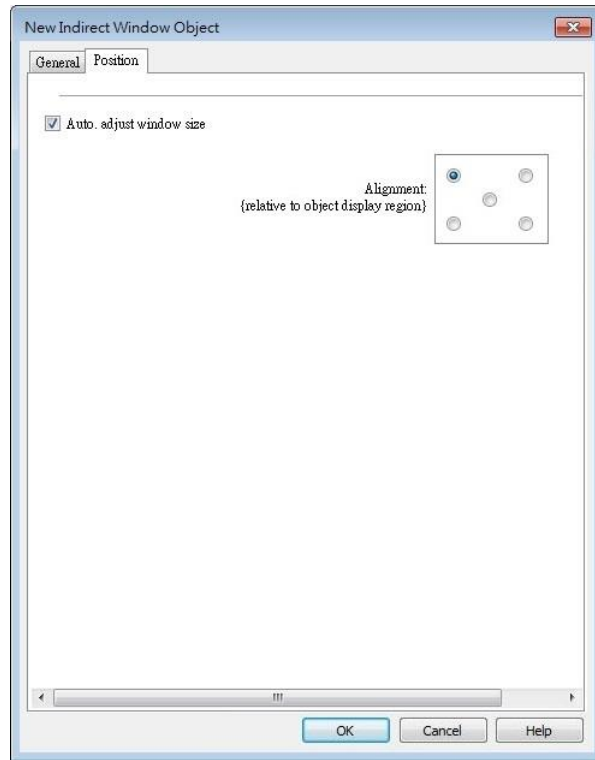 New Indirect Window Object
General Position
Auto. adjust window size
Alignment:
{relative to object display region}
OK Cancel Help